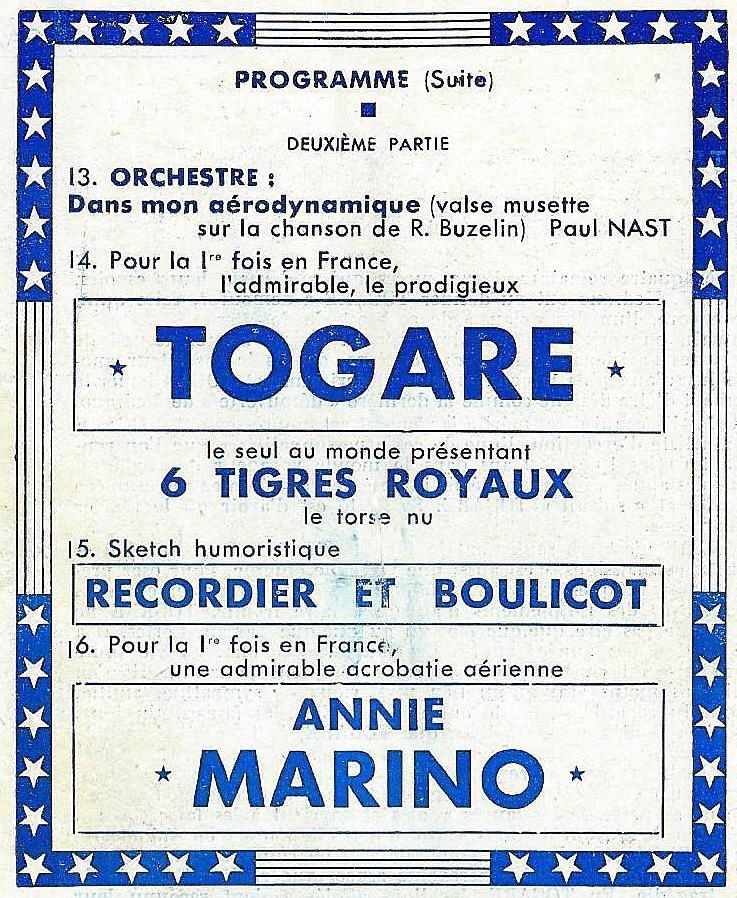 PROGRAMME (Suite)
DEUXIÈME PARTIE
13. ORCHESTRE :
Dans mon aérodynamique (valse musette
sur la chanson de R. Buzelin) Paul NAST
14. Pour la 1re fois en France,
l'admirable, le prodigieux
TOGARE
le seul au monde présentant
6 TIGRES ROYAUX
le torse nu
15. Sketch humoristique
RECORDIER ET BOULICOT
16. Pour la 1re fois en France,
une admirable acrobatie aérienne
ANNIE
MARINO